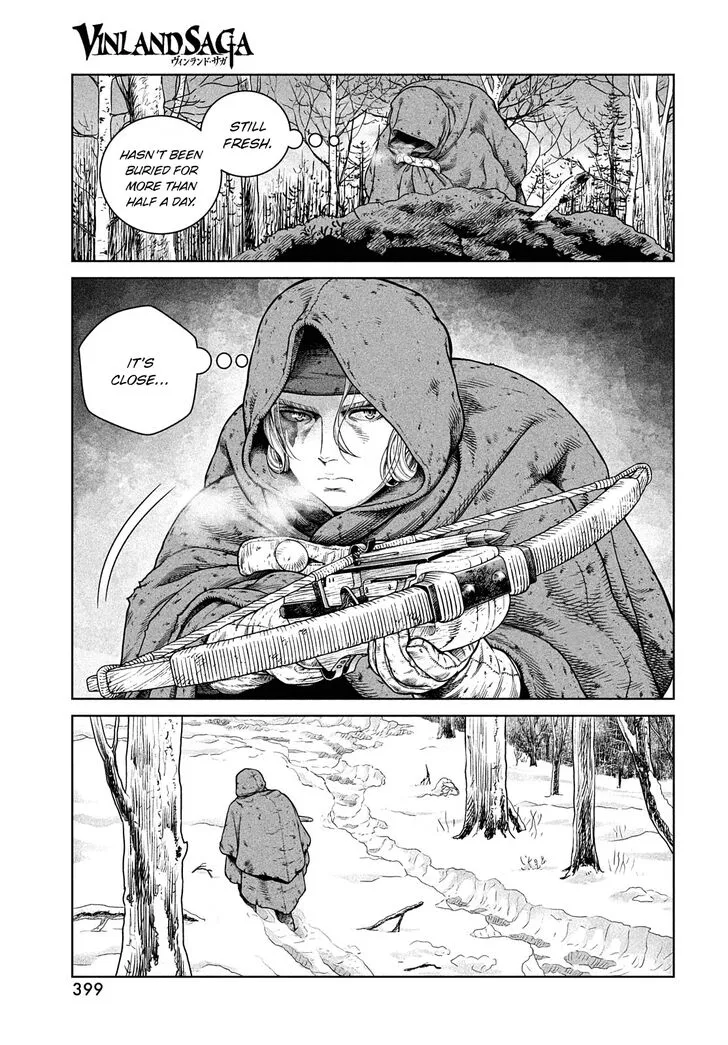 VINLAND SAGA
ヴィンランド・サガ
STILL
FRESH.
HASN'T BEEN
BURIED FOR
MORE THAN
HALF A DAY.
IT'S
CLOSE...
399